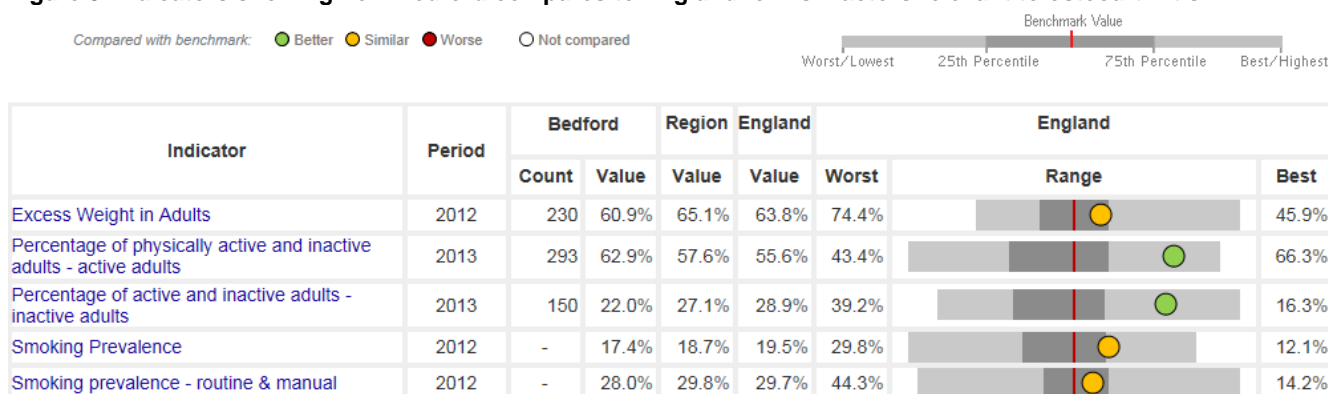 Benchmark Value
Compared with benchmark: Better Similar Worse Not compared
Worst/Lowest 25th Percentile 75th Percentile Best/Highest
Indicator Period Bedford Region England England
Count Value Value Value Worst Range Best
Excess Weight in Adults 2012 230 60.9% 65.1% 63.8% 74.4% 45.9%
Percentage of physically active and inactive
adults - active adults 2013 293 62.9% 57.6% 55.6% 43.4% 66.3%
Percentage of active and inactive adults -
inactive adults 2013 150 22.0% 27.1% 28.9% 39.2% 16.3%
Smoking Prevalence 2012 - 17.4% 18.7% 19.5% 29.8% 12.1%
Smoking prevalence - routine & manual 2012 - 28.0% 29.8% 29.7% 44.3% 14.2%